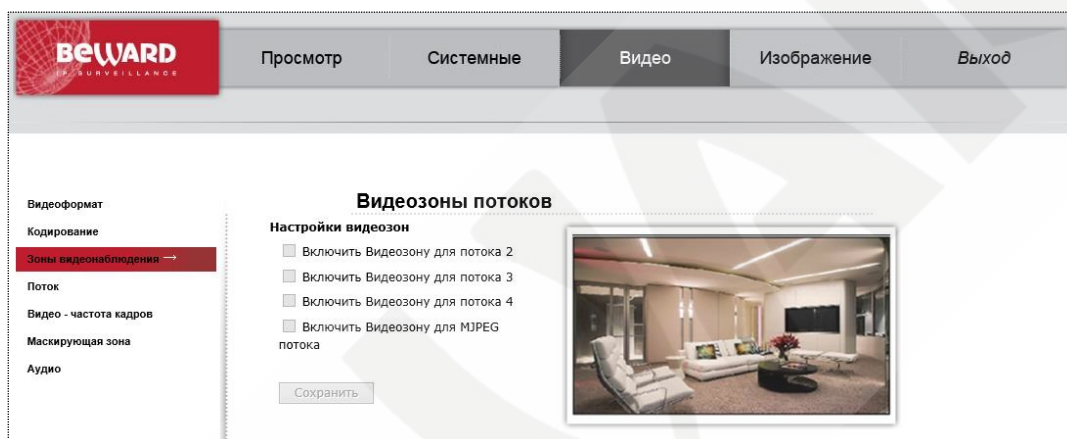 BEWARD
IP SURVEILLANCE
Просмотр
Системные
Видео
Изображение
Выход
Видеоформат
Кодирование
Зоны видеонаблюдения →
Поток
Видео - частота кадров
Маскирующая зона
Аудио
Видеозоны потоков
Настройки видеозон
Включить Видеозону для потока 2
Включить Видеозону для потока 3
Включить Видеозону для потока 4
Включить Видеозону для MJPEG
потока
Сохранить